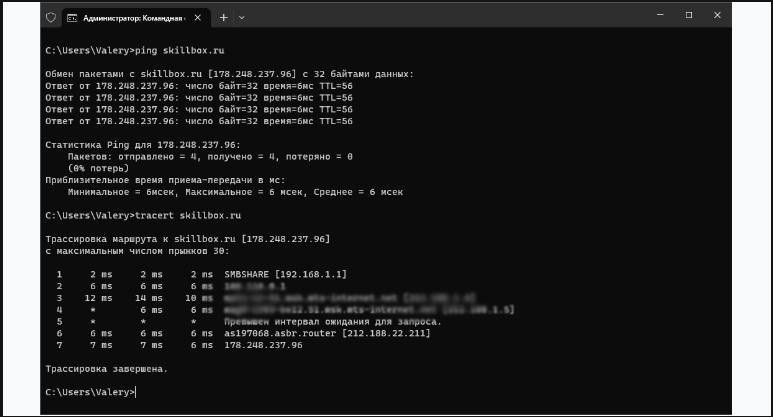 Администратор: Командная
C:\Users\Valery>ping skillbox.ru
Обмен пакетами с skillbox.ru [178.248.237.96] с 32 байтами данных:
Ответ от 178.248.237.96: число байт=32 время=6мс TTL=56
Ответ от 178.248.237.96: число байт=32 время=6мс TTL=56
Ответ от 178.248.237.96: число байт=32 время=6мс TTL=56
Ответ от 178.248.237.96: число байт=32 время=6мс TTL=56
Статистика Ping для 178.248.237.96:
Пакетов: отправлено = 4, получено = 4, потеряно = 0
(0% потерь)
Приблизительное время приема-передачи в мс:
Минимальное = 6мсек, Максимальное = 6 мсек, Среднее = 6 мсек
C:\Users\Valery>tracert skillbox.ru
Трассировка маршрута к skillbox.ru [178.248.237.96]
с максимальным числом прыжков 30:
1 2 ms 2 ms 2 ms SMBSHARE [192.168.1.1]
2 6 ms 6 ms 6 ms
3 12 ms 14 ms 10 ms
4 * 6 ms 6 ms
5 * * * Превышен интервал ожидания для запроса.
6 6 ms 6 ms 6 ms as197068.asbr.router [212.188.22.211]
7 7 ms 7 ms 6 ms 178.248.237.96
Трассировка завершена.
C:\Users\Valery>